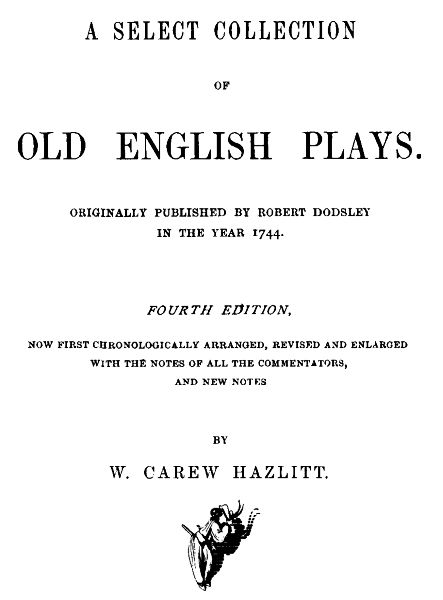 A SELECT COLLECTION
OF
OLD ENGLISH PLAYS.
ORIGINALLY PUBLISHED BY ROBERT DODSLEY
IN THE YEAR 1744.
FOURTH EDITION,
NOW FIRST CHRONOLOGICALLY ARRANGED, REVISED AND ENLARGED
WITH THE NOTES OF ALL THE COMMENTATORS,
AND NEW NOTES
BY
W. CAREW HAZLITT.